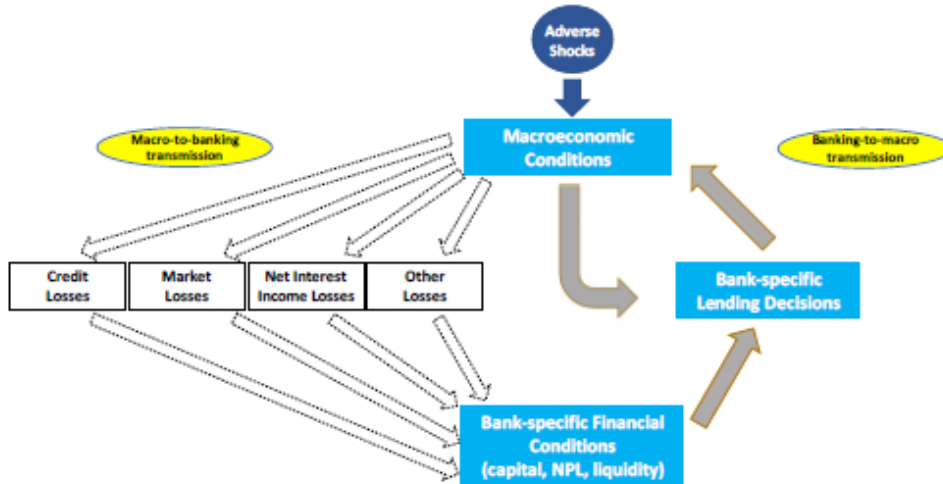 Adverse
Shocks
Macro-to-banking
transmission
Macroeconomic
Conditions
Banking-to-macro
transmission
Credit
Losses
Market
Losses
Net Interest
Income Losses
Other
Losses
Bank-specific
Lending Decisions
Bank-specific Financial
Conditions
(capital, NPL, liquidity)